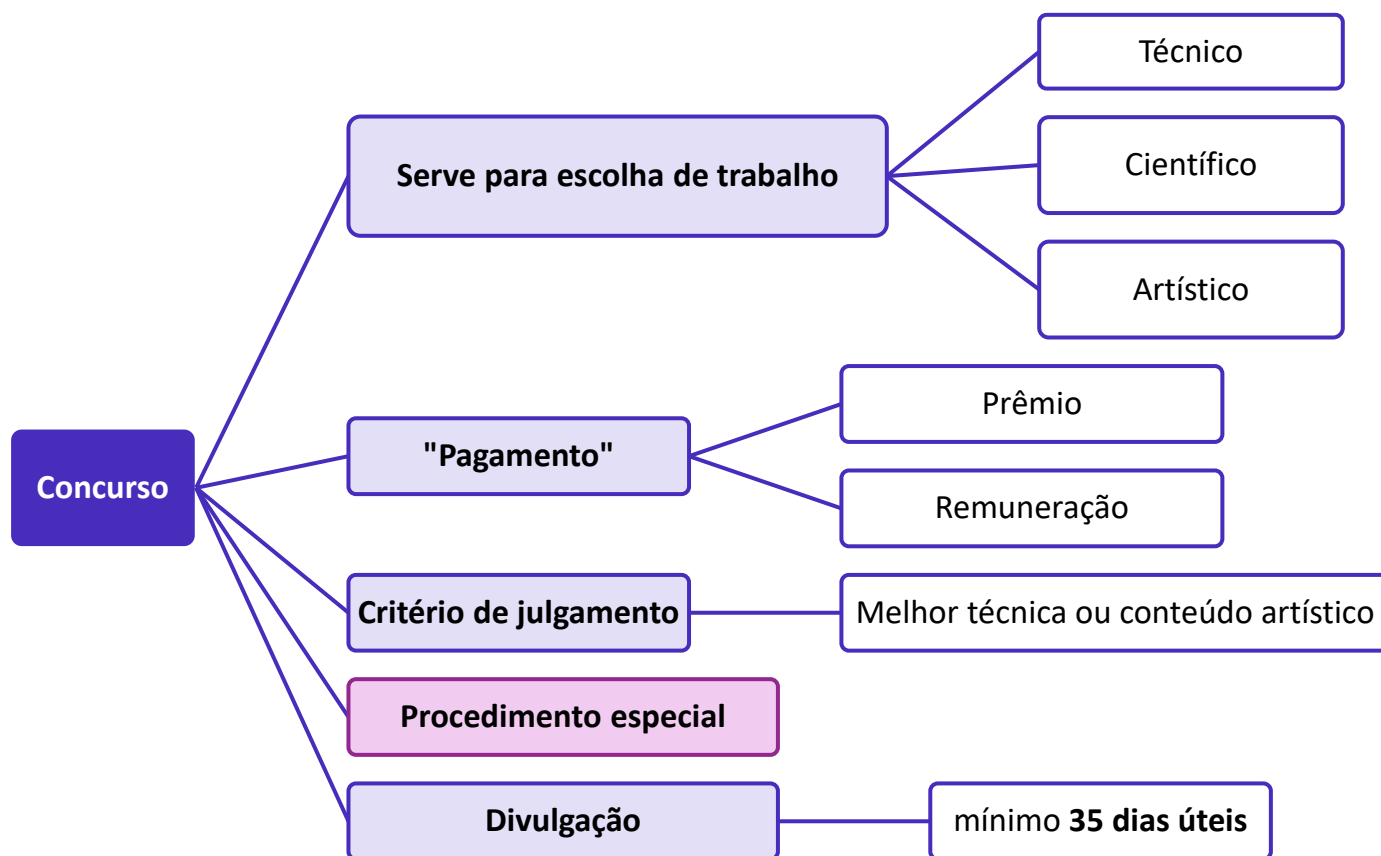 Concurso
Serve para escolha de trabalho
Técnico
Científico
Artístico
"Pagamento"
Prêmio
Remuneração
Critério de julgamento
Melhor técnica ou conteúdo artístico
Procedimento especial
Divulgação
mínimo 35 dias úteis